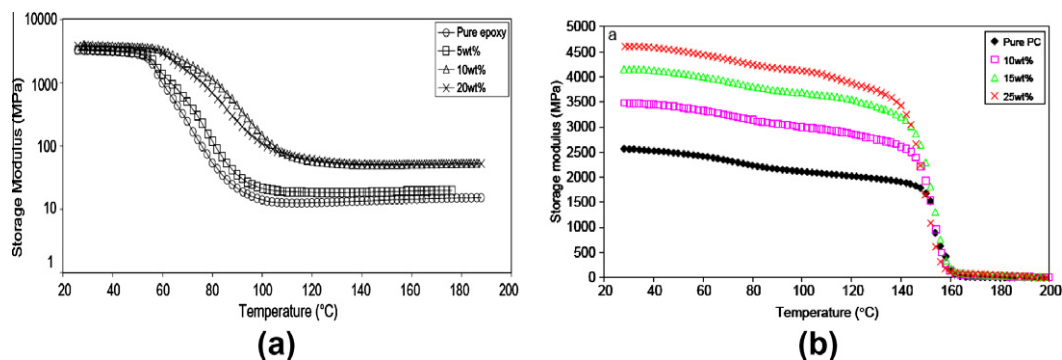 10000
1000
100
10
1
Storage Modulus (MPa)
20 40 60 80 100 120 140 160 180 200
Temperature (°C)
Pure epoxy
5wt%
10wt%
20wt%
(a)
a
5000
4500
4000
3500
3000
2500
2000
1500
1000
500
0
Storage modulus (MPa)
20 40 60 80 100 120 140 160 180 200
Temperature (°C)
Pure PC
10wt%
15wt%
25wt%
(b)